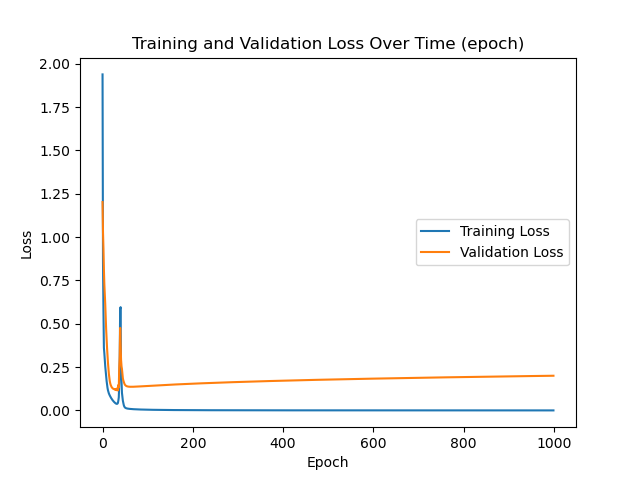 Training and Validation Loss Over Time (epoch)
2.00
1.75
1.50
1.25
1.00
0.75
0.50
0.25
0.00
Loss
Training Loss
Validation Loss
0 200 400 600 800 1000
Epoch